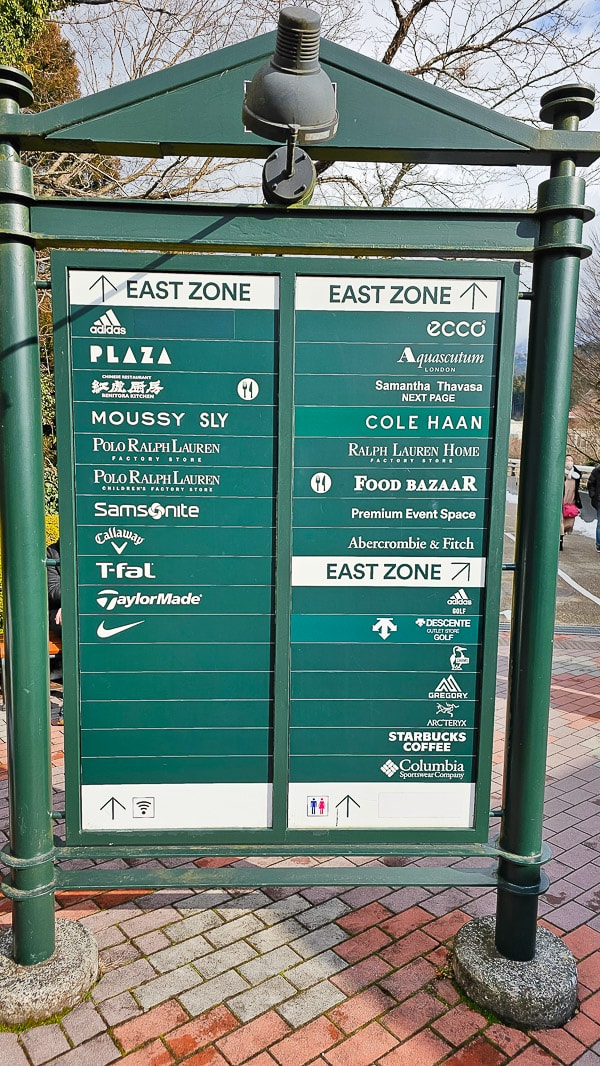 EAST ZONE
adidas
PLAZA
CHINESE RESTAURANT
紅虎厨房
BENITORA KITCHEN
MOUSSY SLY
POLO RALPH LAUREN
FACTORY STORE
POLO RALPH LAUREN
CHILDREN'S FACTORY STORE
Samsonite
Callaway
T-fal
TaylorMade
EAST ZONE
ecco
Aquascutum
LONDON
Samantha Thavasa
NEXT PAGE
COLE HAAN
RALPH LAUREN HOME
FACTORY STORE
FOOD BAZAAR
Premium Event Space
Abercrombie & Fitch
EAST ZONE
adidas
GOLF
DESCENTE
OUTLET STORE
GOLF
GREGORY
ARC'TERYX
STARBUCKS
COFFEE
Columbia
Sportswear Company